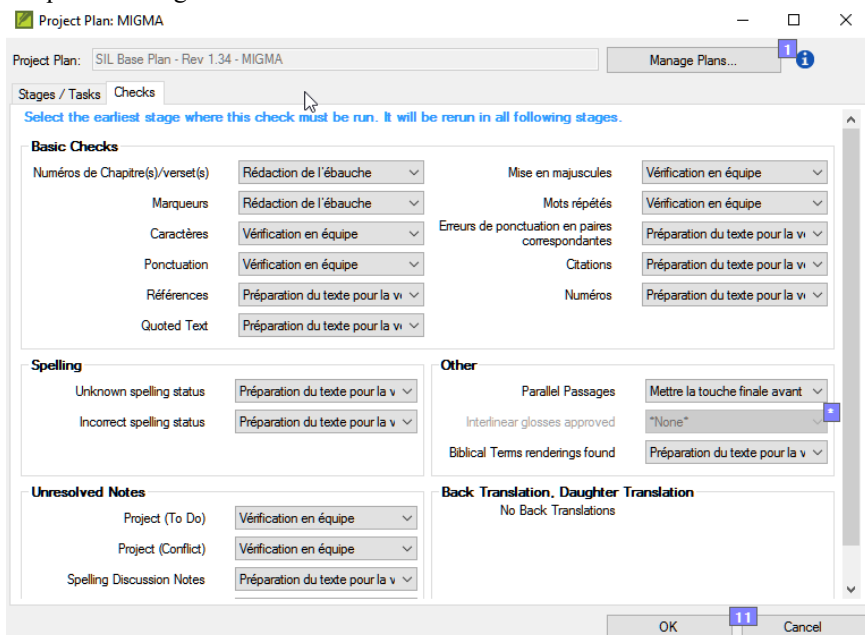 Project Plan: MIGMA
Project Plan: SIL Base Plan - Rev 1.34 - MIGMA Manage Plans... 1
Stages / Tasks Checks
Select the earliest stage where this check must be run. It will be rerun in all following stages.
Basic Checks
Numéros de Chapitre(s)/verset(s) Rédaction de l'ébauche
Marqueurs Rédaction de l'ébauche
Caractères Vérification en équipe
Ponctuation Vérification en équipe
Références Préparation du texte pour la v
Quoted Text Préparation du texte pour la v
Mise en majuscules Vérification en équipe
Mots répétés Vérification en équipe
Erreurs de ponctuation en paires
correspondantes Préparation du texte pour la v
Citations Préparation du texte pour la v
Numéros Préparation du texte pour la v
Spelling
Unknown spelling status Préparation du texte pour la v
Incorrect spelling status Préparation du texte pour la v
Other
Parallel Passages Mettre la touche finale avant
Interlinear glosses approved *None* *
Biblical Terms renderings found Préparation du texte pour la v
Unresolved Notes
Project (To Do) Vérification en équipe
Project (Conflict) Vérification en équipe
Spelling Discussion Notes Préparation du texte pour la v
Back Translation, Daughter Translation
No Back Translations
OK 11 Cancel